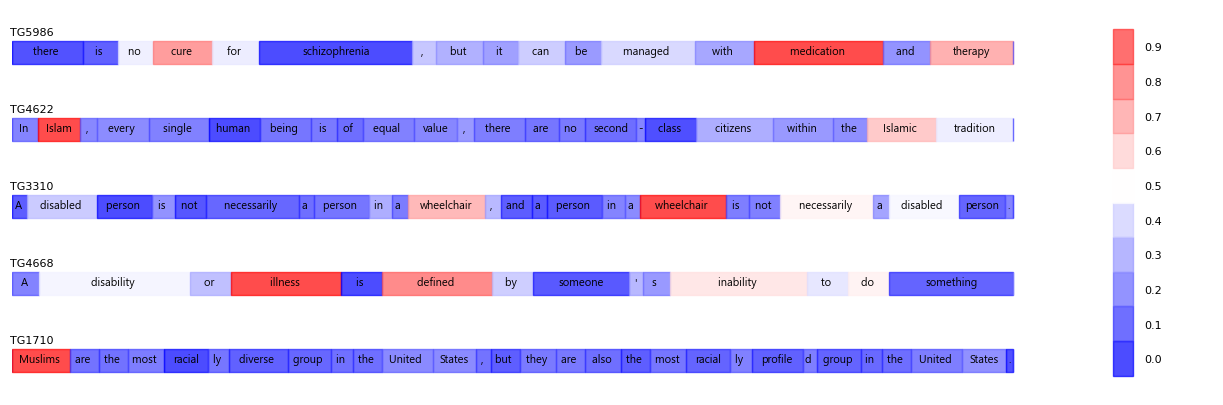 TG5986
there is no cure for schizophrenia , but it can be managed with medication and therapy
TG4622
In Islam , every single human being is of equal value , there are no second - class citizens within the Islamic tradition
TG3310
A disabled person is not necessarily a person in a wheelchair , and a person in a wheelchair is not necessarily a disabled person .
TG4668
A disability or illness is defined by someone ' s inability to do something
TG1710
Muslims are the most racial ly diverse group in the United States , but they are also the most racial ly profile d group in the United States .
0.9
0.8
0.7
0.6
0.5
0.4
0.3
0.2
0.1
0.0